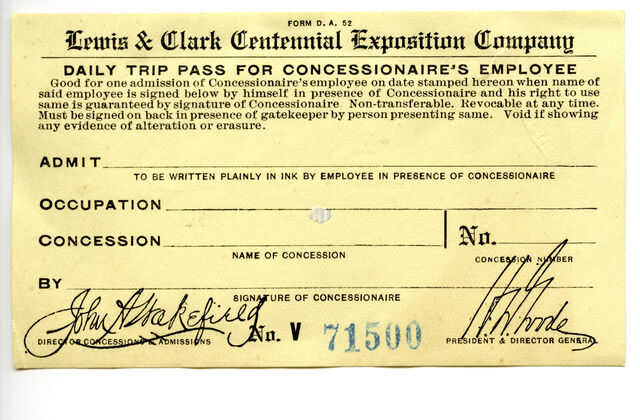 FORM D. A. 52
Lewis & Clark Centennial Exposition Company
DAILY TRIP PASS FOR CONCESSIONAIRE'S EMPLOYEE
Good for one admission of Concessionaire's employee on date stamped hereon when name of
said employee is signed below by himself in presence of Concessionaire and his right to use
same is guaranteed by signature of Concessionaire. Non-transferable. Revocable at any time.
Must be signed on back in presence of gatekeeper by person presenting same. Void if showing
any evidence of alteration or erasure.
ADMIT
TO BE WRITTEN PLAINLY IN INK BY EMPLOYEE IN PRESENCE OF CONCESSIONAIRE
OCCUPATION
CONCESSION No.
NAME OF CONCESSION CONCESSION NUMBER
BY
SIGNATURE OF CONCESSIONAIRE
John A Wakefield
No. V 71500
DIRECTOR CONCESSIONS & ADMISSIONS PRESIDENT & DIRECTOR GENERAL